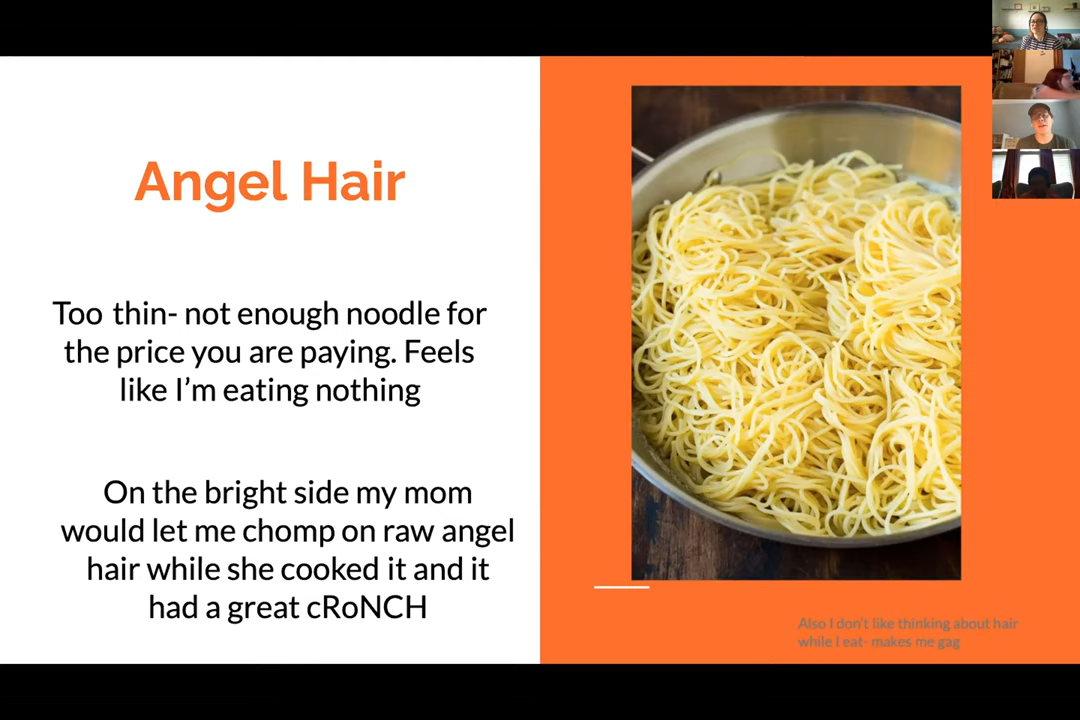 Angel Hair
Too thin- not enough noodle for
the price you are paying. Feels
like I'm eating nothing
On the bright side my mom
would let me chomp on raw angel
hair while she cooked it and it
had a great cRoNCH
Also I don't like thinking about hair
while I eat- makes me gag